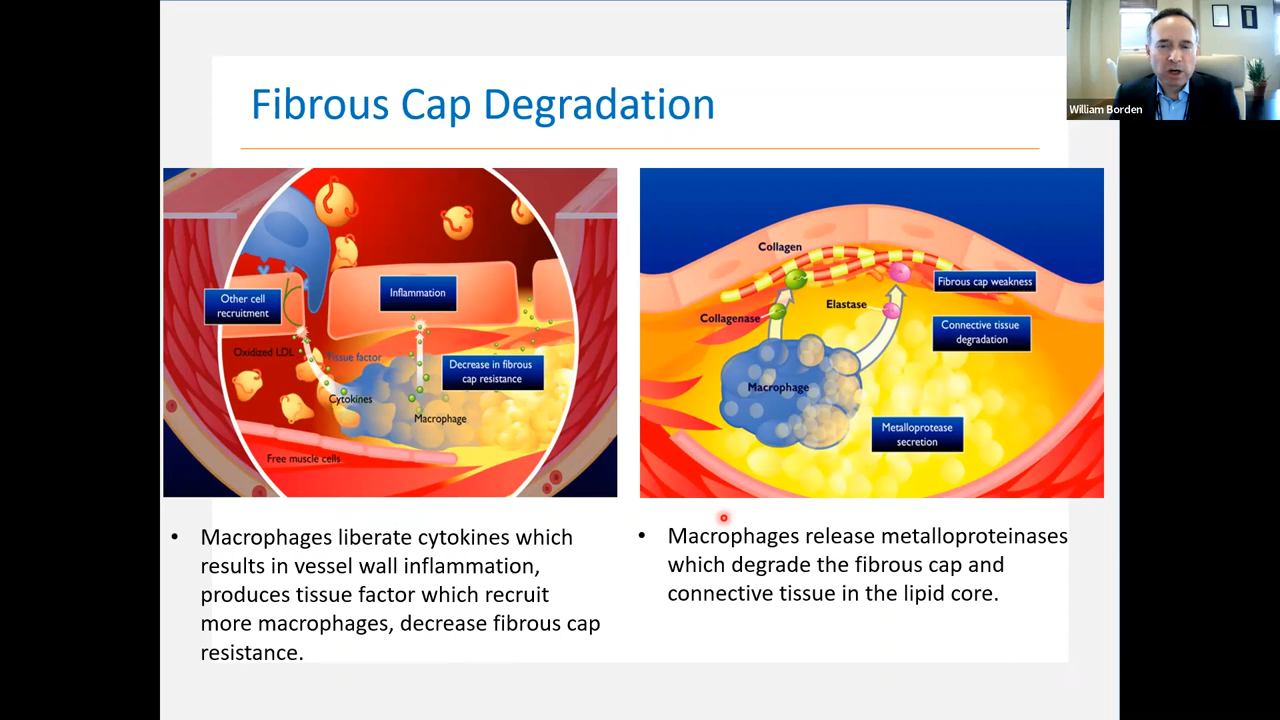 William Borden
Fibrous Cap Degradation
Other cell
recruitment
Inflammation
Oxidized LDL
Tissue factor
Decrease in fibrous
cap resistance
Cytokines
Macrophage
Free muscle cells
Collagen
Fibrous cap weakness
Elastase
Collagenase
Connective tissue
degradation
Macrophage
Metalloprotease
secretion
• Macrophages liberate cytokines which
results in vessel wall inflammation,
produces tissue factor which recruit
more macrophages, decrease fibrous cap
resistance.
• Macrophages release metalloproteinases
which degrade the fibrous cap and
connective tissue in the lipid core.